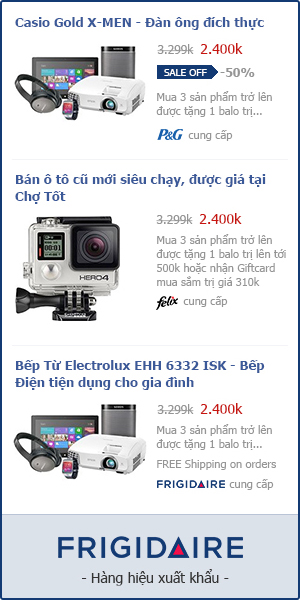 Casio Gold X-MEN - Đàn ông đích thực
3.299k 2.400k
SALE OFF -50%
Mua 3 sản phẩm trở lên
được tặng 1 balo trị...
P&G cung cấp
Bán ô tô cũ mới siêu chạy, được giá tại
Chợ Tốt
3.299k 2.400k
Mua 3 sản phẩm trở lên
được tặng 1 balo trị lên tới
500k hoặc nhận Giftcard
mua sắm trị giá 310k
felix cung cấp
HERO4
Bếp Từ Electrolux EHH 6332 ISK - Bếp
Điện tiện dụng cho gia đình
3.299k 2.400k
Mua 3 sản phẩm trở lên
được tặng 1 balo trị...
FREE Shipping on orders
FRIGIDAIRE cung cấp
FRIGIDAIRE
- Hàng hiệu xuất khẩu -